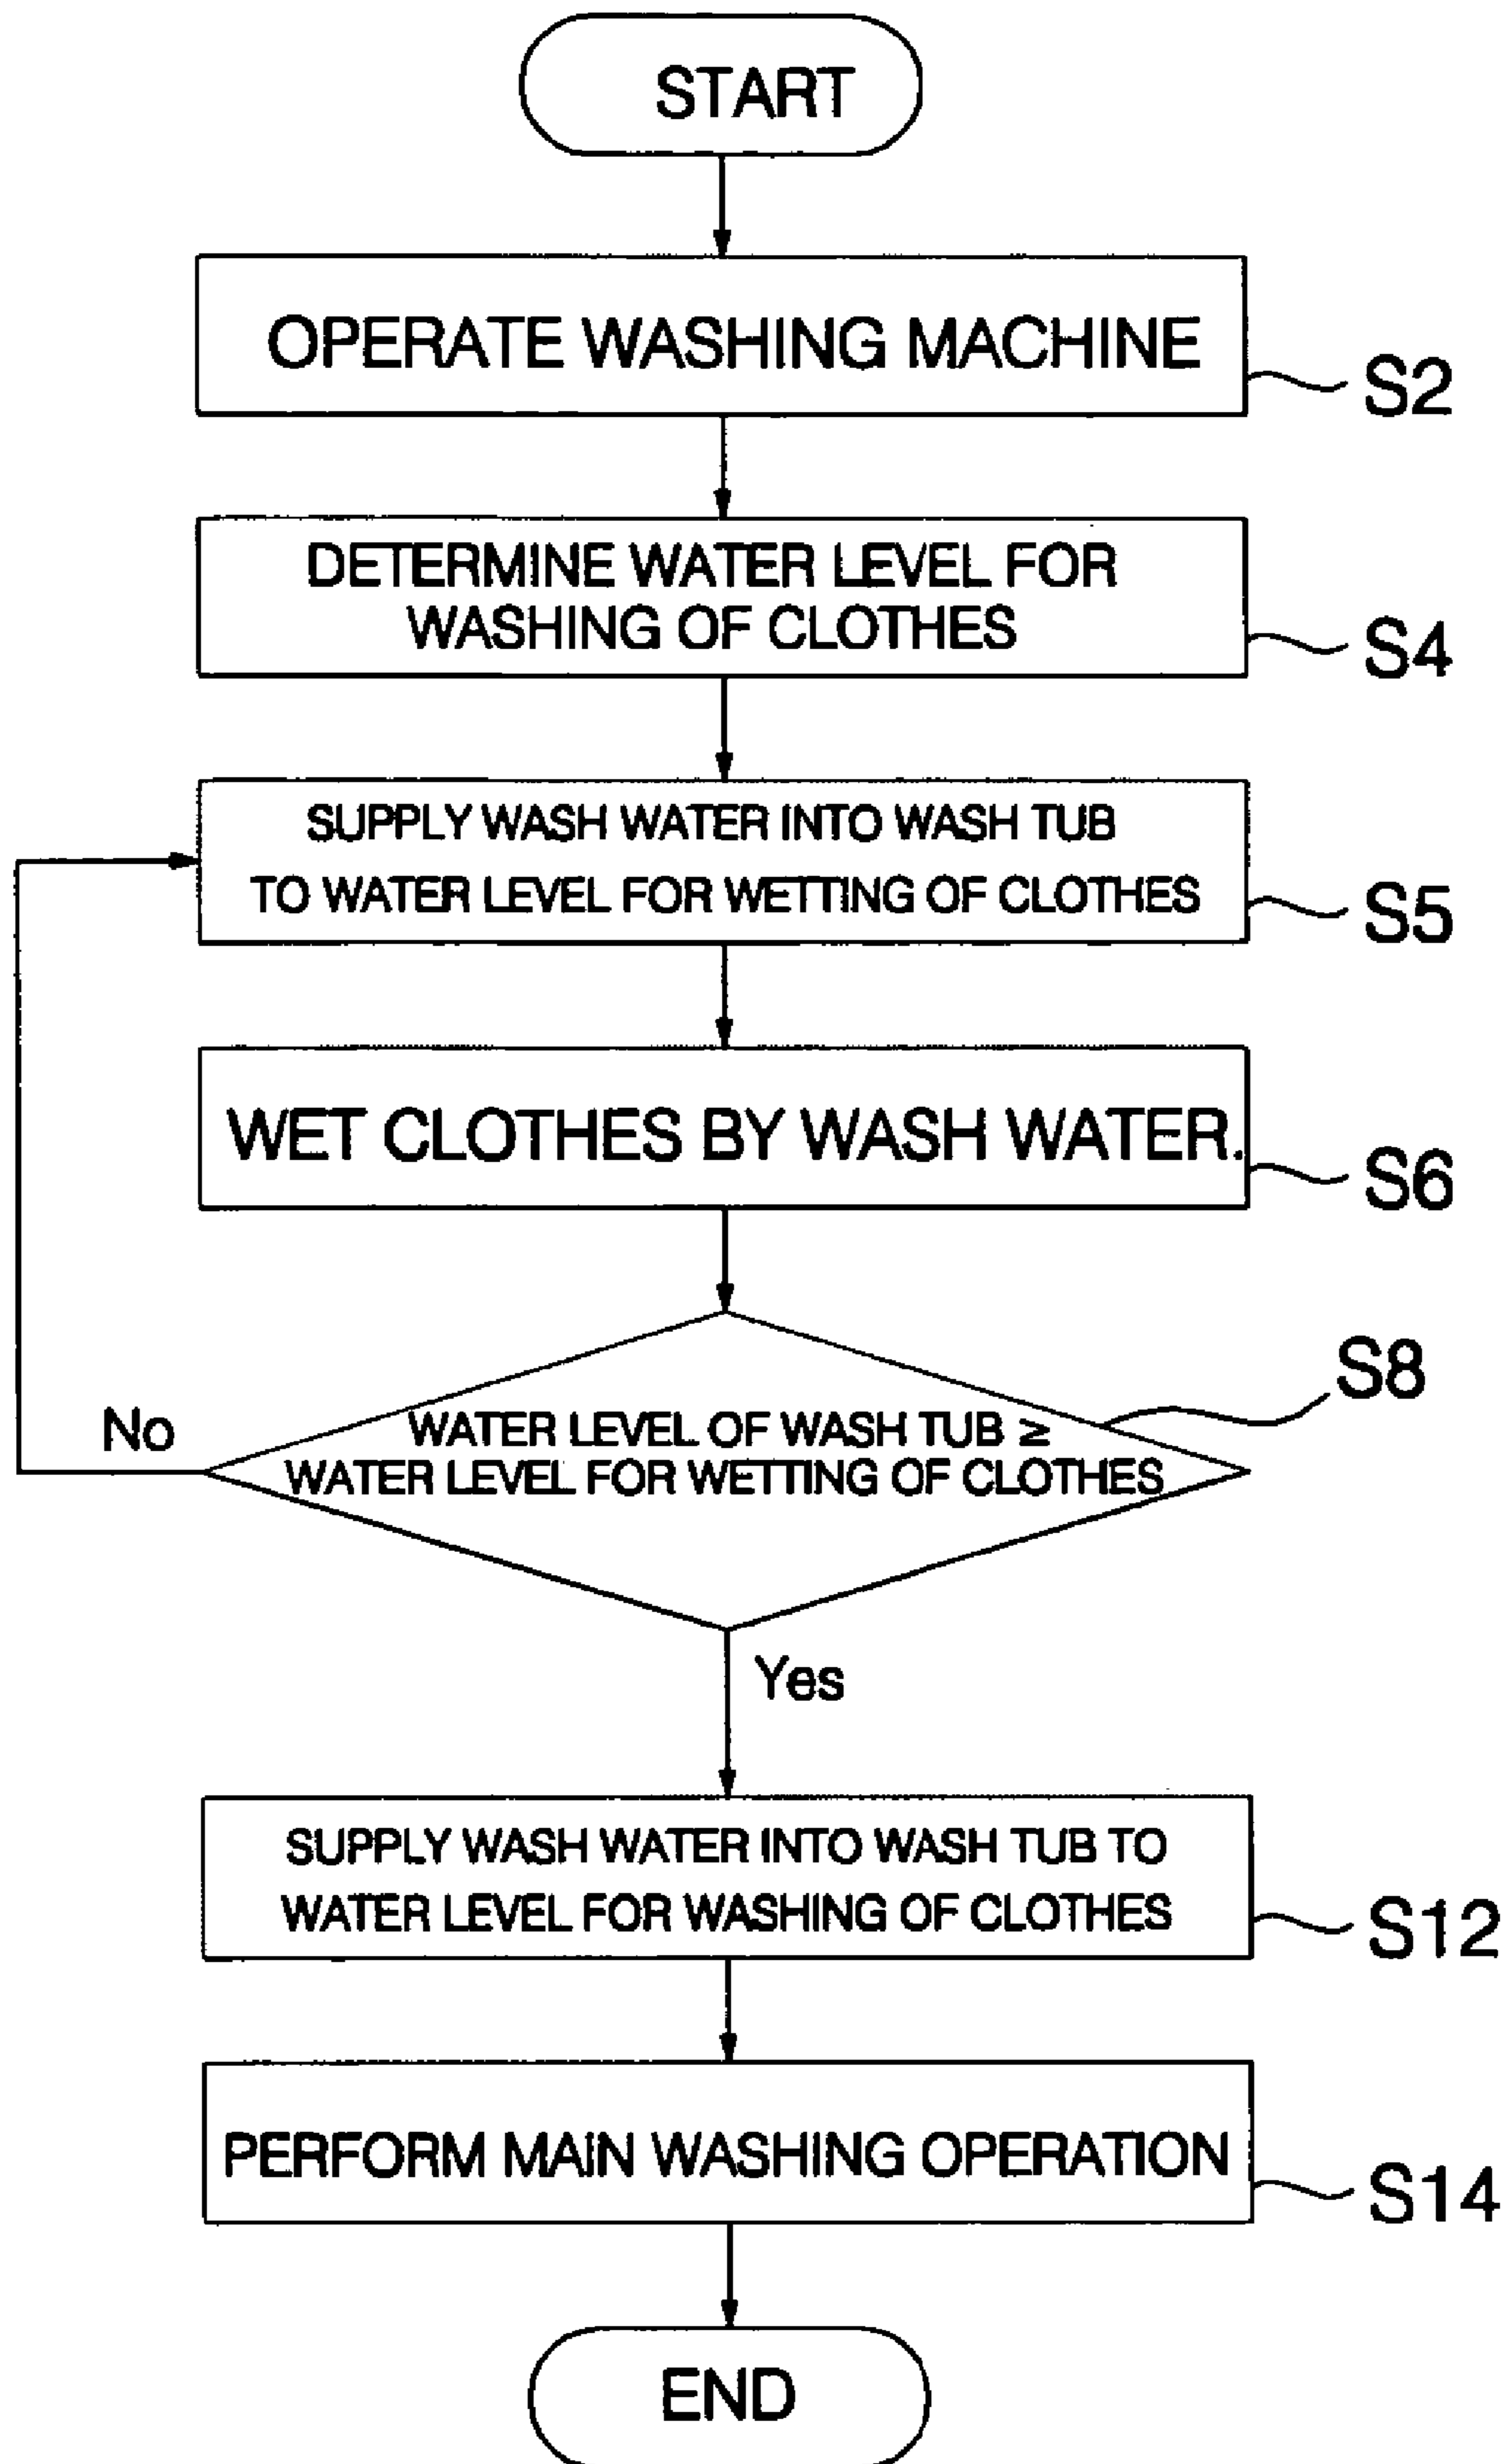 START
OPERATE WASHING MACHINE
S2
DETERMINE WATER LEVEL FOR
WASHING OF CLOTHES
S4
SUPPLY WASH WATER INTO WASH TUB
TO WATER LEVEL FOR WETTING OF CLOTHES
S5
WET CLOTHES BY WASH WATER.
S6
S8
WATER LEVEL OF WASH TUB ≥
WATER LEVEL FOR WETTING OF CLOTHES
No
Yes
SUPPLY WASH WATER INTO WASH TUB TO
WATER LEVEL FOR WASHING OF CLOTHES
S12
PERFORM MAIN WASHING OPERATION
S14
END